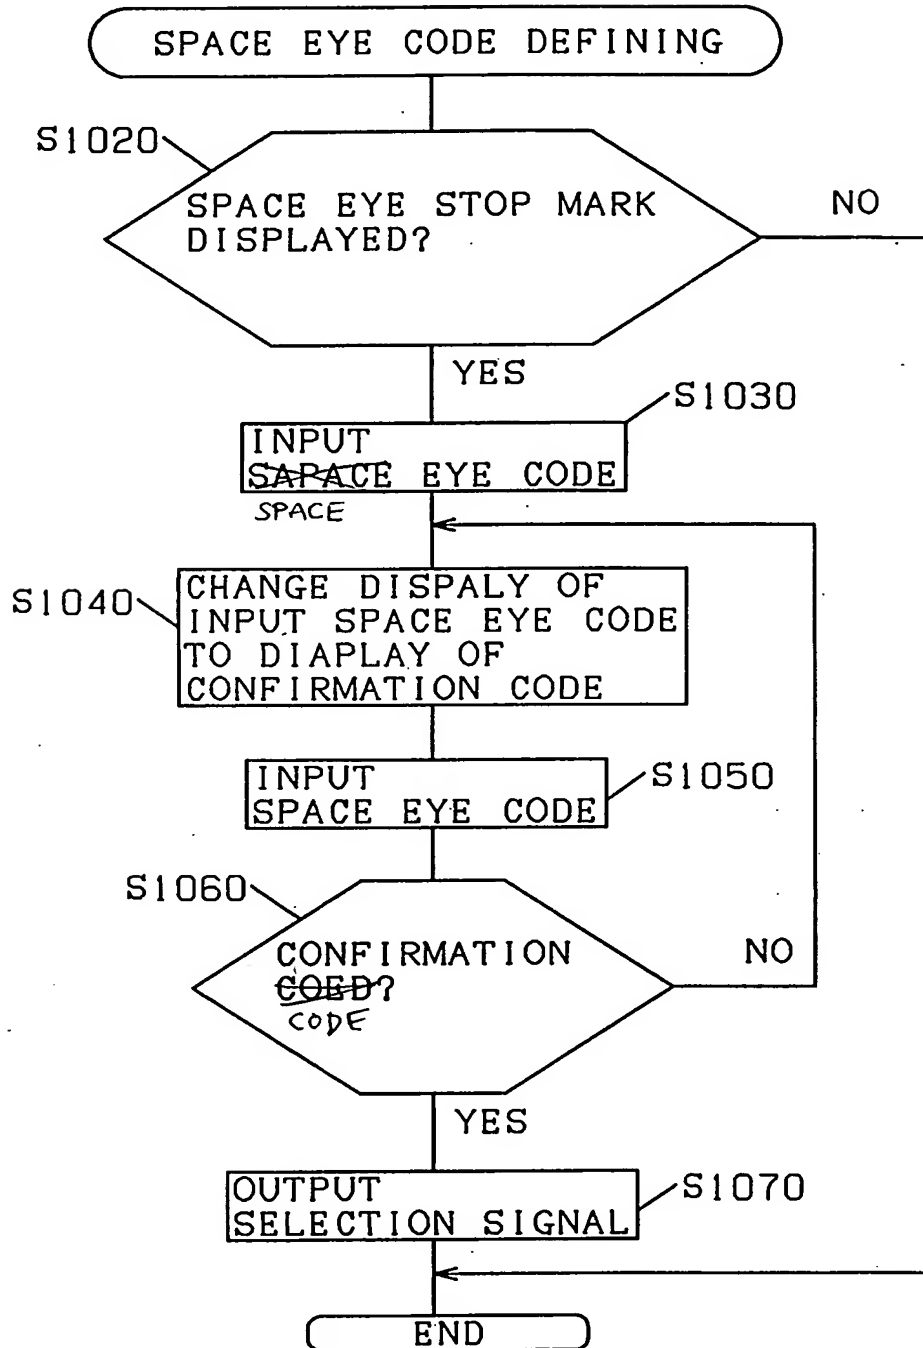 SPACE EYE CODE DEFINING
S1020
SPACE EYE STOP MARK
DISPLAYED?
NO
YES
S1030
INPUT
SAPACE EYE CODE
SPACE
S1040
CHANGE DISPALY OF
INPUT SPACE EYE CODE
TO DIAPLAY OF
CONFIRMATION CODE
INPUT
SPACE EYE CODE
S1050
S1060
CONFIRMATION
COED?
CODE
NO
YES
OUTPUT
SELECTION SIGNAL
S1070
END